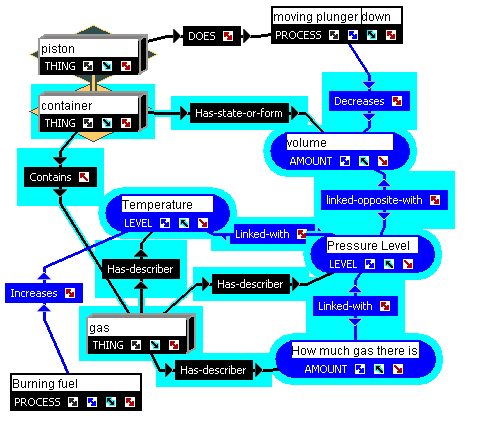 moving plunger down
piston
DOES
PROCESS
THING
Decreases
container
Has-state-or-form
THING
volume
AMOUNT
Contains
linked-opposite-with
Temperature
LEVEL
Linked-with
Pressure Level
LEVEL
Has-describer
Has-describer
Increases
Linked-with
gas
THING
How much gas there is
Has-describer
AMOUNT
Burning fuel
PROCESS